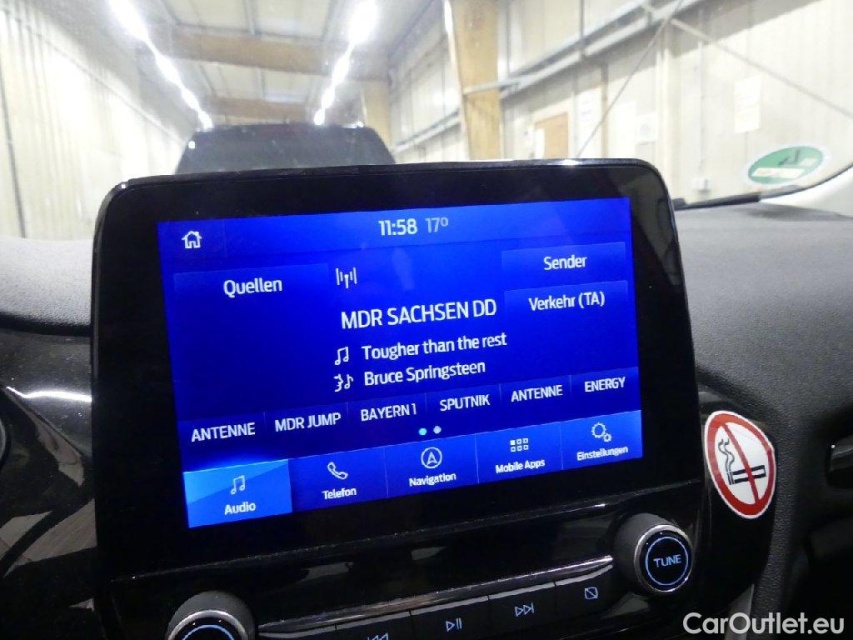 11:58 17°
Quellen
Sender
MDR SACHSEN DD
Verkehr (TA)
Tougher than the rest
Bruce Springsteen
ANTENNE MDR JUMP BAYERN 1 SPUTNIK ANTENNE ENERGY
Audio Telefon Navigation Mobile Apps Einstellungen
TUNE
CarOutlet.eu